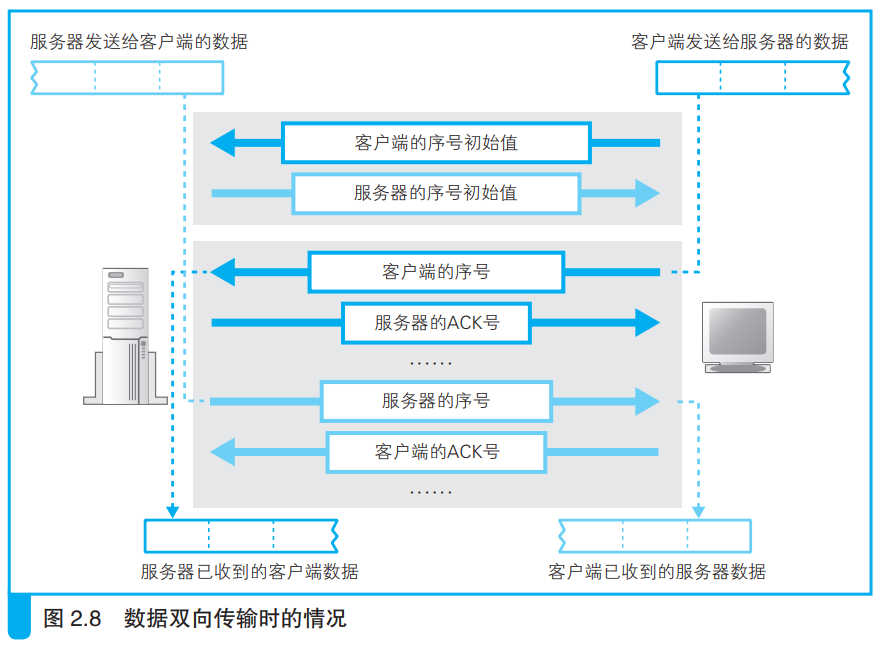 服务器发送给客户端的数据
客户端发送给服务器的数据
客户端的序号初始值
服务器的序号初始值
客户端的序号
服务器的ACK号
……
服务器的序号
客户端的ACK号
……
服务器已收到的客户端数据
客户端已收到的服务器数据
图 2.8 数据双向传输时的情况